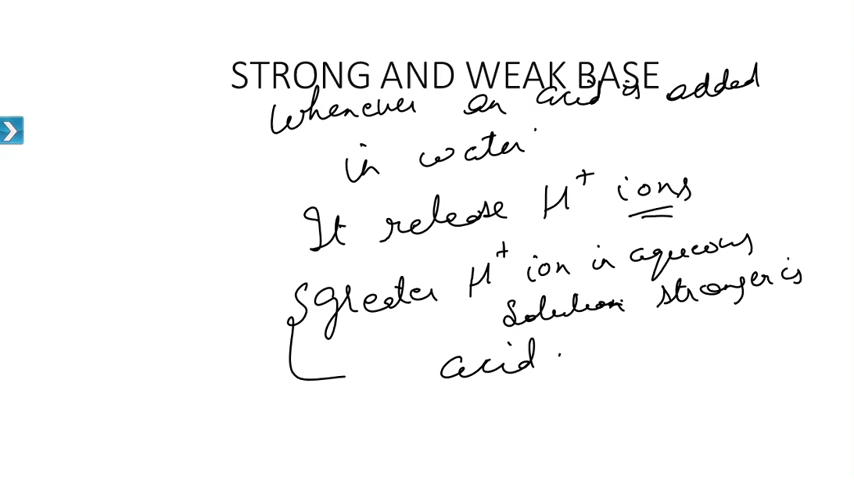 STRONG AND WEAK BASE
Whenever an acid is added
in water.
It release H+ ions
Greater H+ ion in aqueous
solution stronger is
acid.